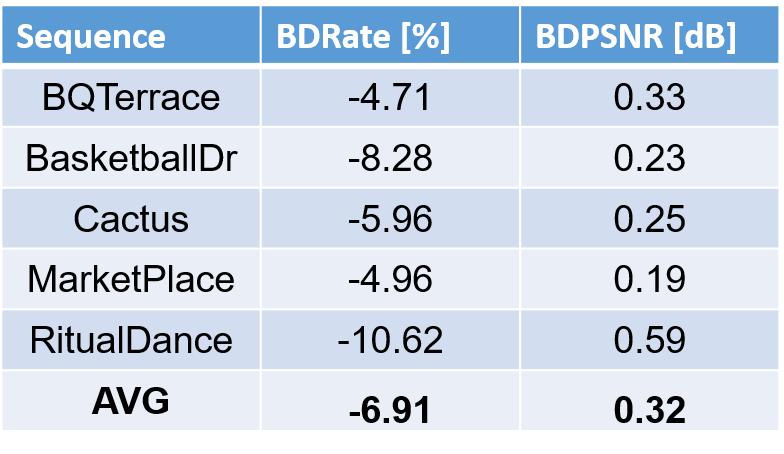 Sequence BDRate [%] BDPSNR [dB]
BQTerrace -4.71 0.33
BasketballDr -8.28 0.23
Cactus -5.96 0.25
MarketPlace -4.96 0.19
RitualDance -10.62 0.59
AVG -6.91 0.32